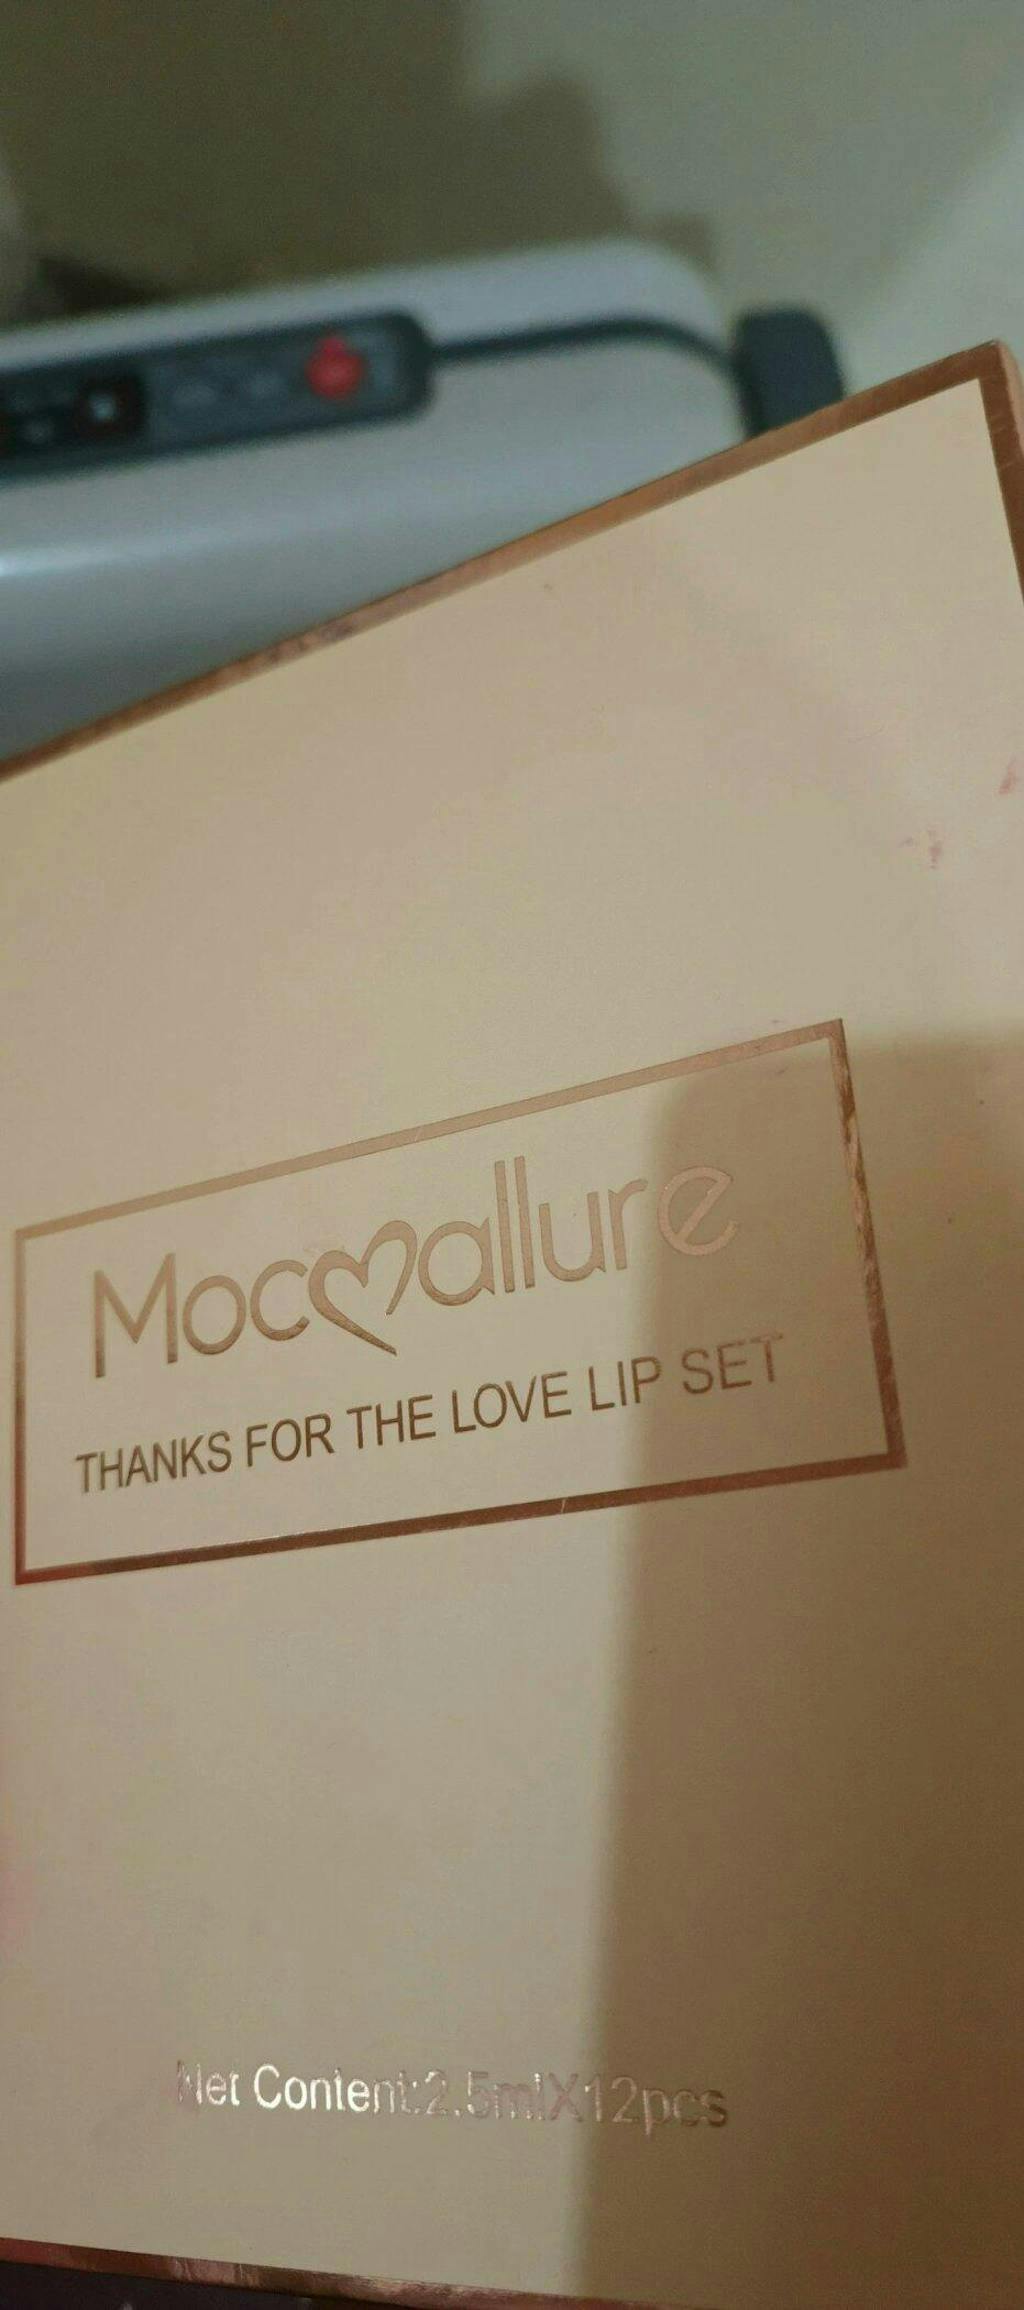 Mocallure
THANKS FOR THE LOVE LIP SET
Net Content:2.5mlX12pcs